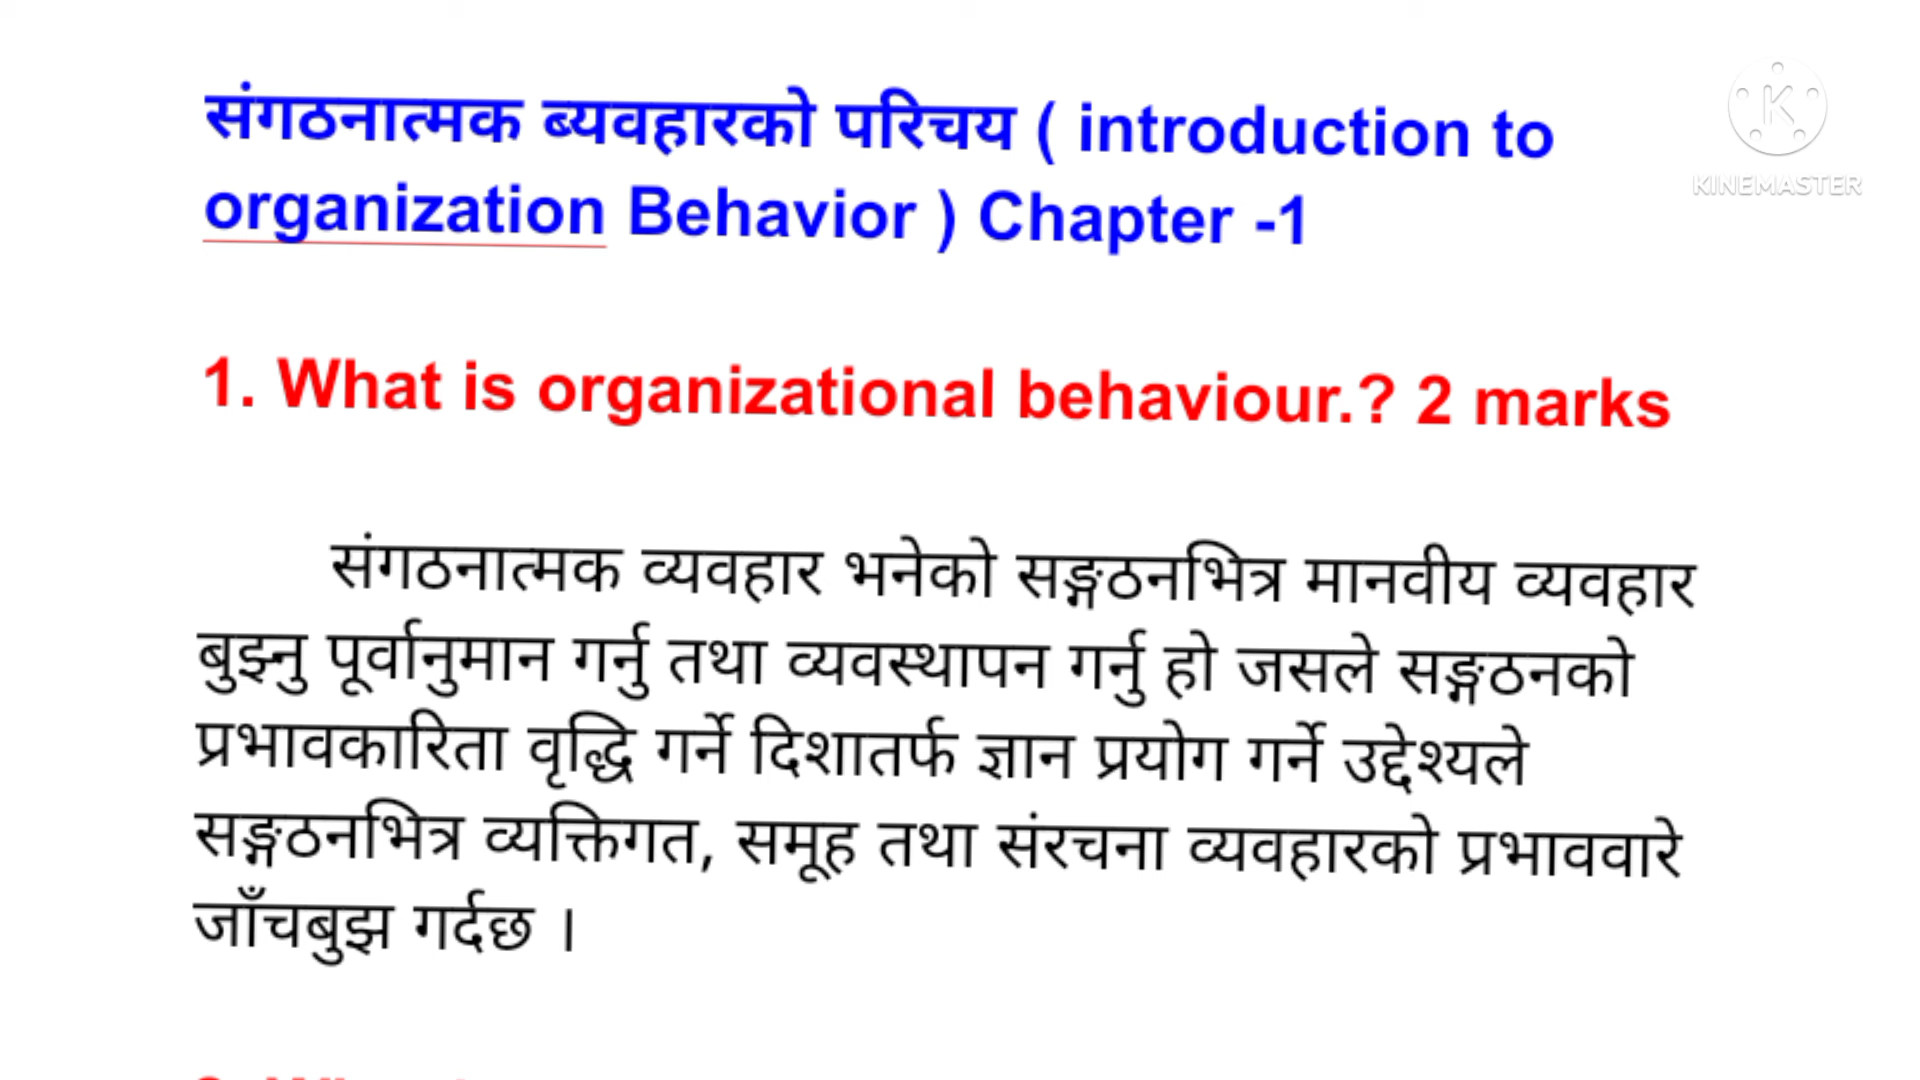 संगठनात्मक ब्यवहारको परिचय ( introduction to
organization Behavior ) Chapter -1
KINEMASTER
1. What is organizational behaviour.? 2 marks
संगठनात्मक व्यवहार भनेको सङ्गठनभित्र मानवीय व्यवहार
बुझ्नु पूर्वानुमान गर्नु तथा व्यवस्थापन गर्नु हो जसले सङ्गठनको
प्रभावकारिता वृद्धि गर्ने दिशातर्फ ज्ञान प्रयोग गर्ने उद्देश्यले
सङ्गठनभित्र व्यक्तिगत, समूह तथा संरचना व्यवहारको प्रभाववारे
जाँचबुझ गर्दछ ।